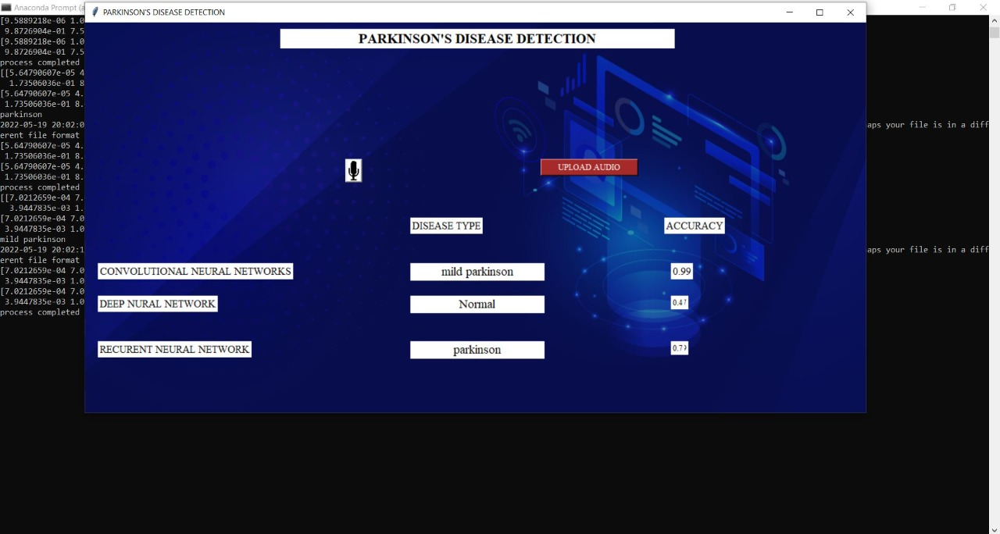 Anaconda Prompt (a
PARKINSON'S DISEASE DETECTION
[9.5889218e-06 1.0
9.8726904e-01 7.5
[9.5889218e-06 1.0
9.8726904e-01 7.5
process completed
[[5.64790607e-05 4
1.73506036e-01 8
[5.64790607e-05 4.
1.73506036e-01 8.
parkinson
2022-05-19 20:02:0
aps your file is in a diff
erent file format
[5.64790607e-05 4.
1.73506036e-01 8.
[5.64790607e-05 4.
1.73506036e-01 8.
process completed
[[7.0212659e-04 7.
3.9447835e-03 1.
[7.0212659e-04 7.0
3.9447835e-03 1.0
mild parkinson
2022-05-19 20:02:1
aps your file is in a diff
erent file format
[7.0212659e-04 7.0
3.9447835e-03 1.0
[7.0212659e-04 7.0
3.9447835e-03 1.0
process completed
PARKINSON'S DISEASE DETECTION
UPLOAD AUDIO
DISEASE TYPE ACCURACY
CONVOLUTIONAL NEURAL NETWORKS mild parkinson 0.99
DEEP NURAL NETWORK Normal 0.47
RECURENT NEURAL NETWORK parkinson